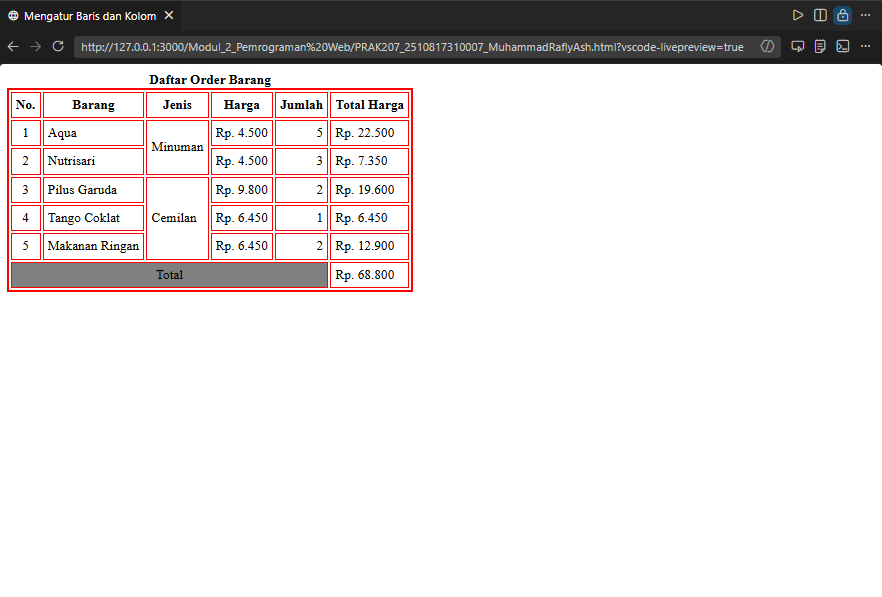 Mengatur Baris dan Kolom
http://127.0.0.1:3000/Modul_2_Pemrograman%20Web/PRAK207_2510817310007_MuhammadRaflyAsh.html?vscode-livepreview=true
Daftar Order Barang
No. Barang Jenis Harga Jumlah Total Harga
1 Aqua Minuman Rp. 4.500 5 Rp. 22.500
2 Nutrisari Rp. 4.500 3 Rp. 7.350
3 Pilus Garuda Cemilan Rp. 9.800 2 Rp. 19.600
4 Tango Coklat Rp. 6.450 1 Rp. 6.450
5 Makanan Ringan Rp. 6.450 2 Rp. 12.900
Total Rp. 68.800